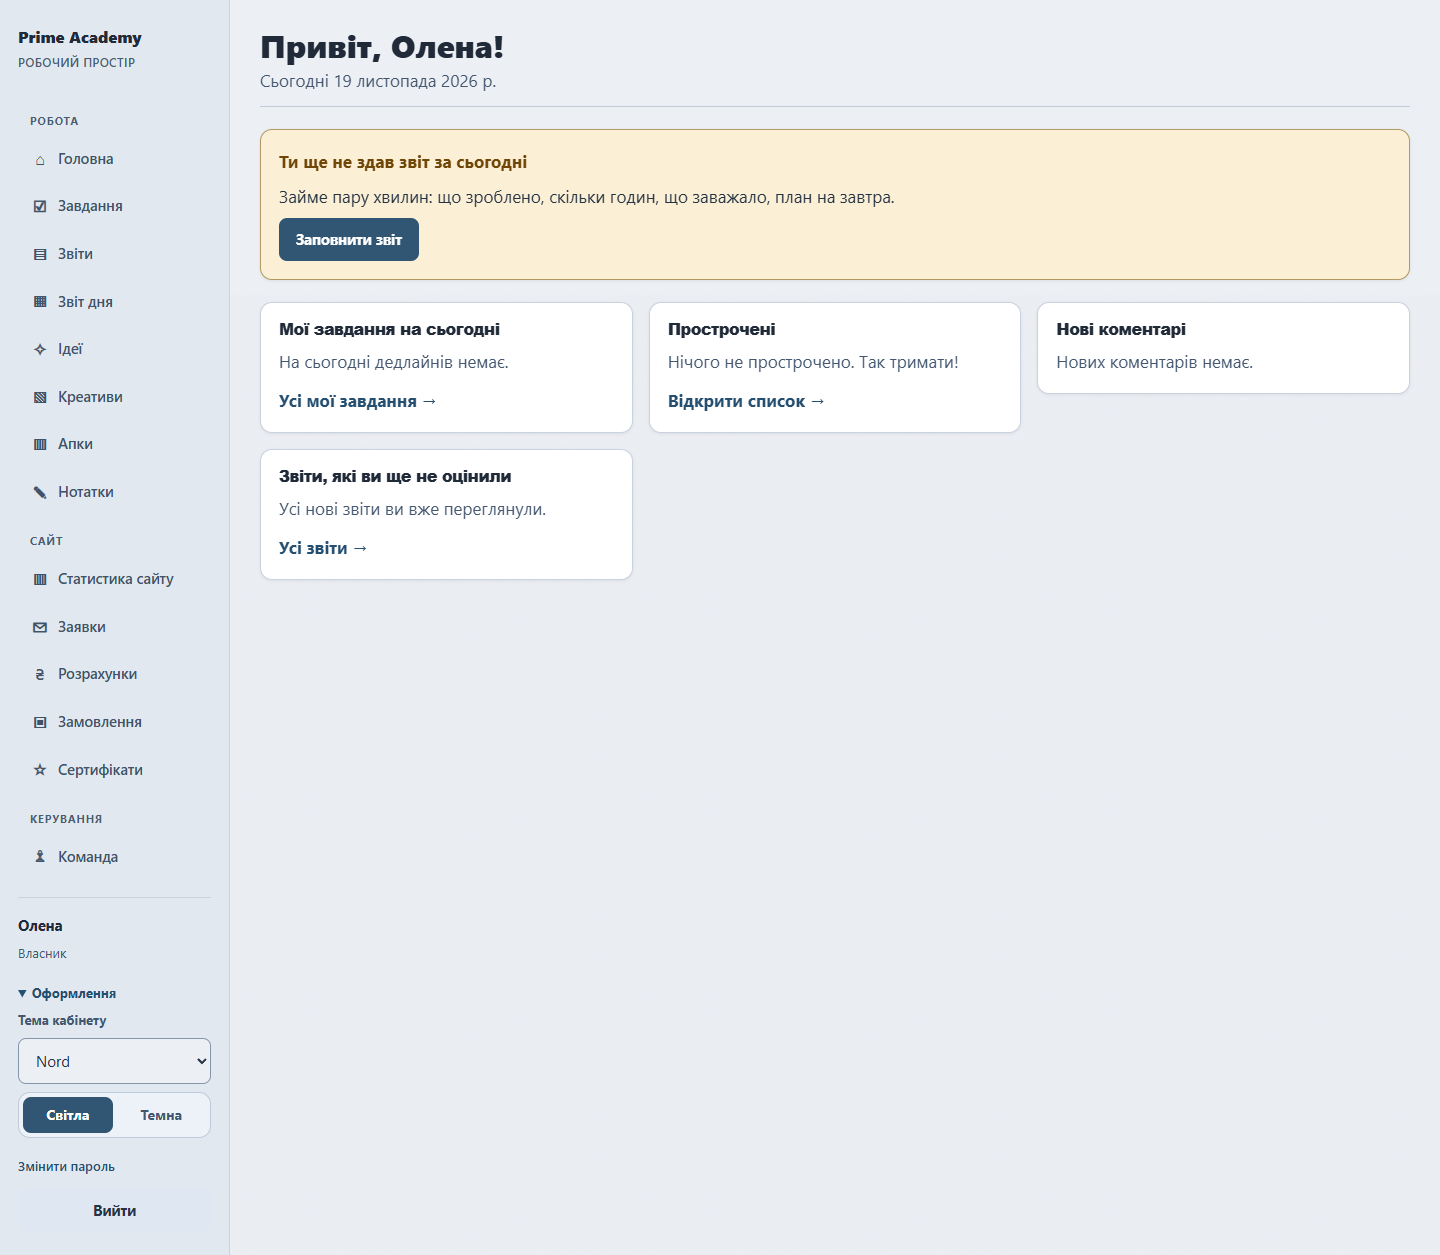 Prime Academy
РОБОЧИЙ ПРОСТІР
РОБОТА
Головна
Завдання
Звіти
Звіт дня
Ідеї
Креативи
Апки
Нотатки
САЙТ
Статистика сайту
Заявки
₴ Розрахунки
Замовлення
Сертифікати
КЕРУВАННЯ
Команда
Олена
Власник
Оформлення
Тема кабінету
Nord
Світла Темна
Змінити пароль
Вийти
Привіт, Олена!
Сьогодні 19 листопада 2026 р.
Ти ще не здав звіт за сьогодні
Займе пару хвилин: що зроблено, скільки годин, що заважало, план на завтра.
Заповнити звіт
Мої завдання на сьогодні
На сьогодні дедлайнів немає.
Усі мої завдання →
Прострочені
Нічого не прострочено. Так тримати!
Відкрити список →
Нові коментарі
Нових коментарів немає.
Звіти, які ви ще не оцінили
Усі нові звіти ви вже переглянули.
Усі звіти →